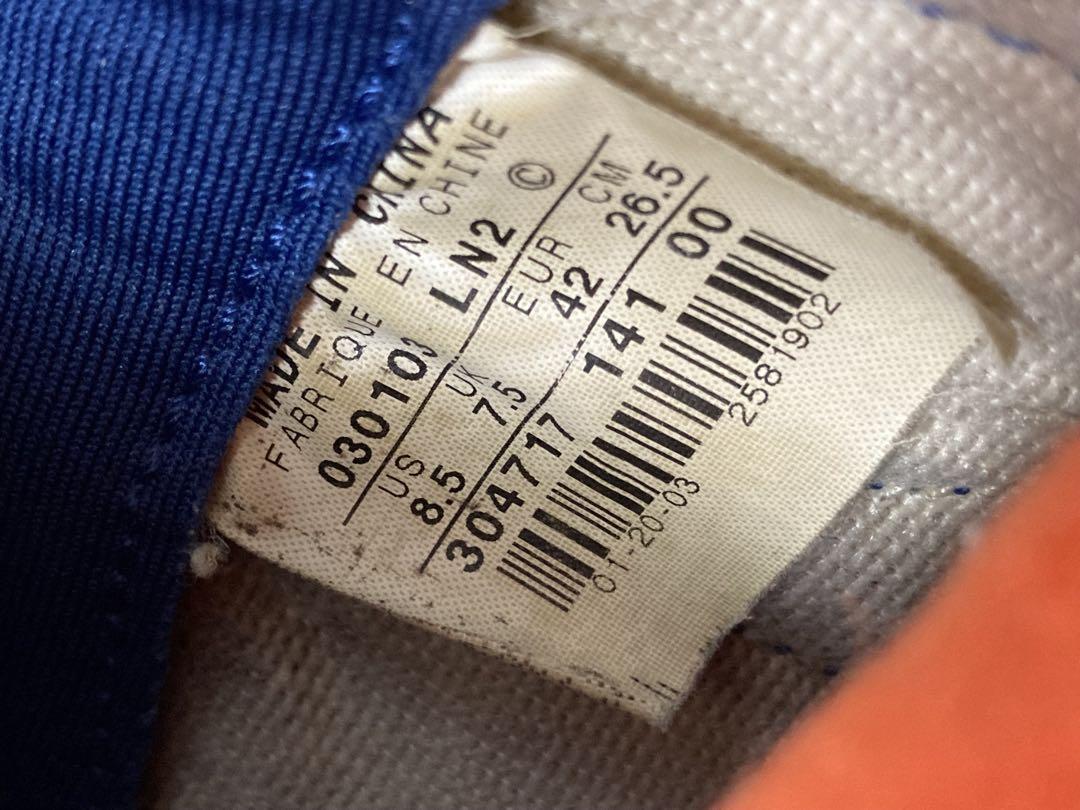 MADE IN CHINA
FABRIQUE EN CHINE
030103 LN2 ©
US UK EUR CM
8.5 7.5 42 26.5
304717 141 00
01-20-03 2581902